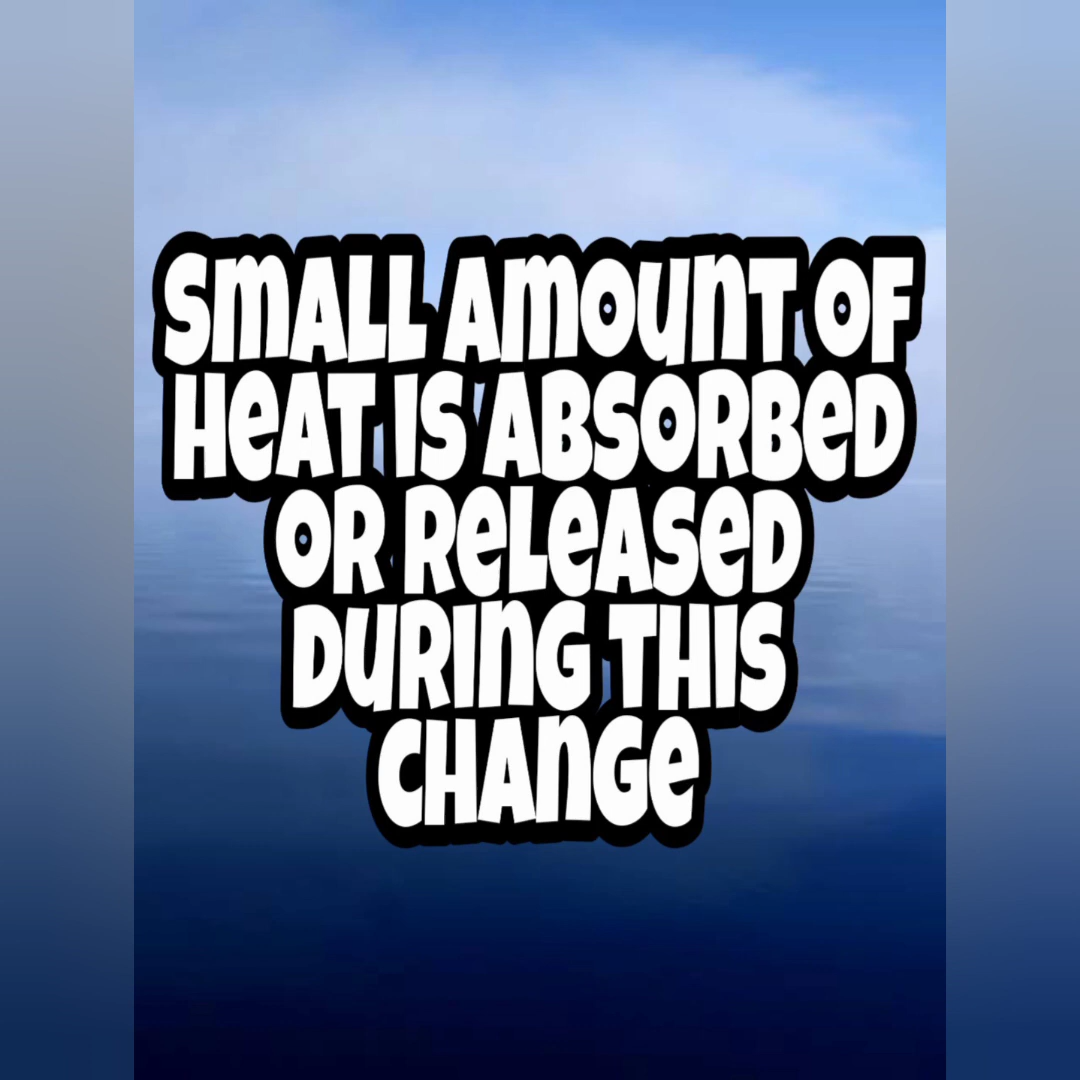 SMALL AMOUNT OF
HEAT IS ABSORBED
OR RELEASED
DURING THIS
CHANGE